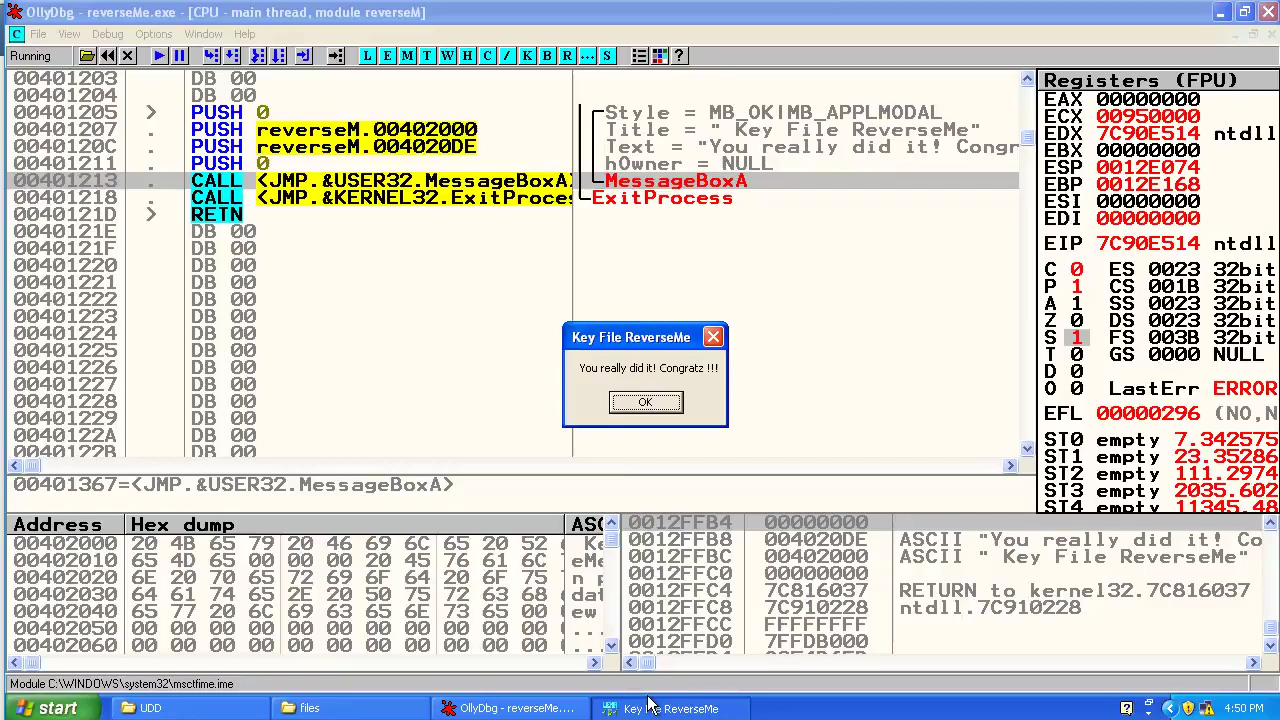 OllyDbg - reverseMe.exe - [CPU - main thread, module reverseM]
C File View Debug Options Window Help
Running L E M T W H C / K B R ... S ?
00401203 DB 00
00401204 DB 00
00401205 > PUSH 0 Style = MB_OK|MB_APPLMODAL
00401207 . PUSH reverseM.00402000 Title = " Key File ReverseMe"
0040120C . PUSH reverseM.004020DE Text = "You really did it! Congr
00401211 . PUSH 0 hOwner = NULL
00401213 . CALL <JMP.&USER32.MessageBoxA> MessageBoxA
00401218 . CALL <JMP.&KERNEL32.ExitProces ExitProcess
0040121D > RETN
0040121E DB 00
0040121F DB 00
00401220 DB 00
00401221 DB 00
00401222 DB 00
00401223 DB 00
00401224 DB 00
00401225 DB 00
00401226 DB 00
00401227 DB 00
00401228 DB 00
00401229 DB 00
0040122A DB 00
0040122B DB 00
Key File ReverseMe
You really did it! Congratz !!!
OK
Registers (FPU)
EAX 00000000
ECX 00950000
EDX 7C90E514 ntdll
EBX 00000000
ESP 0012E074
EBP 0012E168
ESI 00000000
EDI 00000000
EIP 7C90E514 ntdll
C 0 ES 0023 32bit
P 1 CS 001B 32bit
A 1 SS 0023 32bit
Z 0 DS 0023 32bit
S 1 FS 003B 32bit
T 0 GS 0000 NULL
D 0
O 0 LastErr ERROR
EFL 00000296 (NO,N
ST0 empty 7.342575
ST1 empty 23.35286
ST2 empty 111.2974
ST3 empty 2035.602
ST4 empty 11345.48
00401367=<JMP.&USER32.MessageBoxA>
Address Hex dump ASC
00402000 20 4B 65 79 20 46 69 6C 65 20 52 Ke
00402010 65 4D 65 00 00 00 20 45 76 61 6C eMe
00402020 6E 20 70 65 72 69 6F 64 20 6F 75 n p
00402030 64 61 74 65 2E 20 50 75 72 63 68 dat
00402040 65 77 20 6C 69 63 65 6E 73 65 00 ew
00402050 00 00 00 00 00 00 00 00 00 00 00 ...
00402060 00 00 00 00 00 00 00 00 00 00 00 ...
0012FFB4 00000000
0012FFB8 004020DE ASCII "You really did it! Co
0012FFBC 00402000 ASCII " Key File ReverseMe"
0012FFC0 00000000
0012FFC4 7C816037 RETURN to kernel32.7C816037
0012FFC8 7C910228 ntdll.7C910228
0012FFCC FFFFFFFF
0012FFD0 7FFDB000
Module C:\WINDOWS\system32\msctfime.ime
start UDD files OllyDbg - reverseMe.... Key File ReverseMe ? 4:50 PM